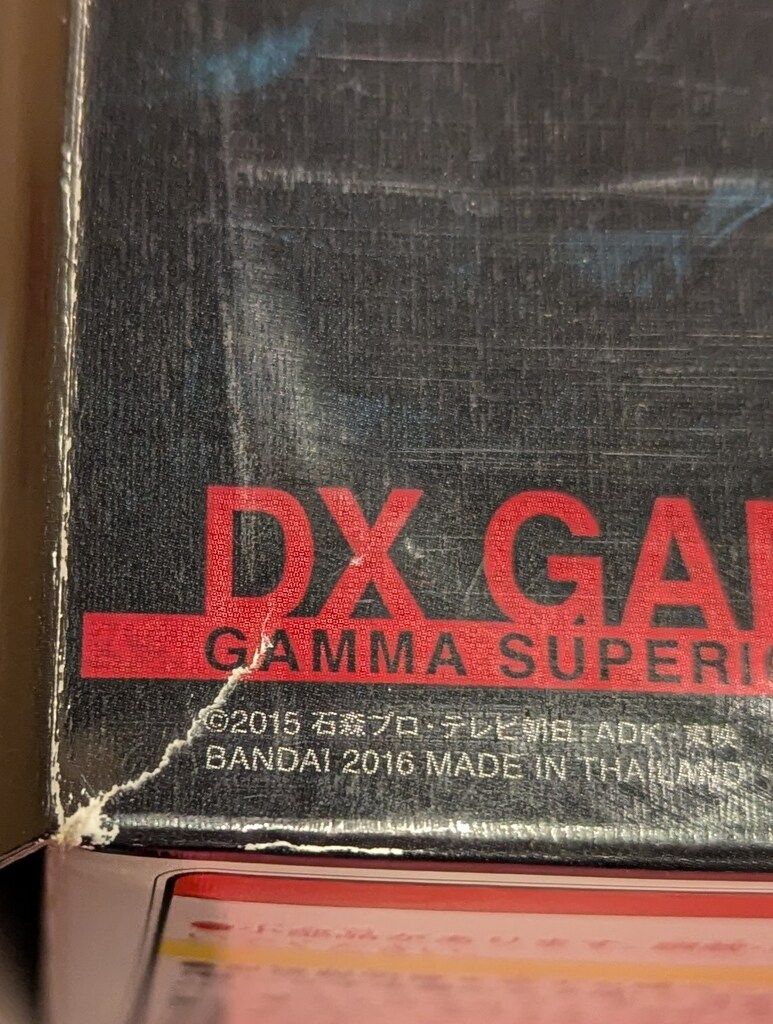 DX GA
GAMMA SUPERI
©2015 石森プロ・テレビ朝日・ADK・東映
BANDAI 2016 MADE IN THAILAND